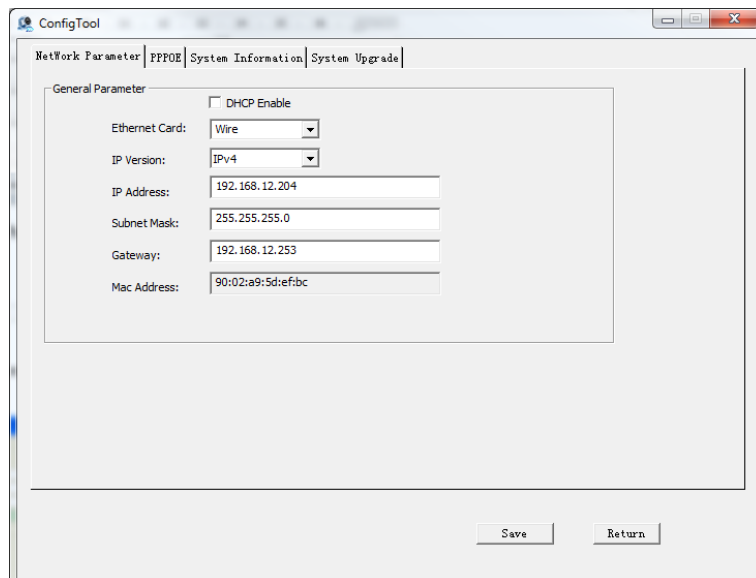 ConfigTool
NetWork Parameter PPPOE System Information System Upgrade
General Parameter
DHCP Enable
Ethernet Card: Wire
IP Version: IPv4
IP Address: 192.168.12.204
Subnet Mask: 255.255.255.0
Gateway: 192.168.12.253
Mac Address: 90:02:a9:5d:ef:bc
Save Return